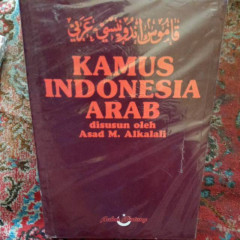 قاموس اندونيسي عربي
KAMUS
INDONESIA
ARAB
disusun oleh
Asad M. Alkalali